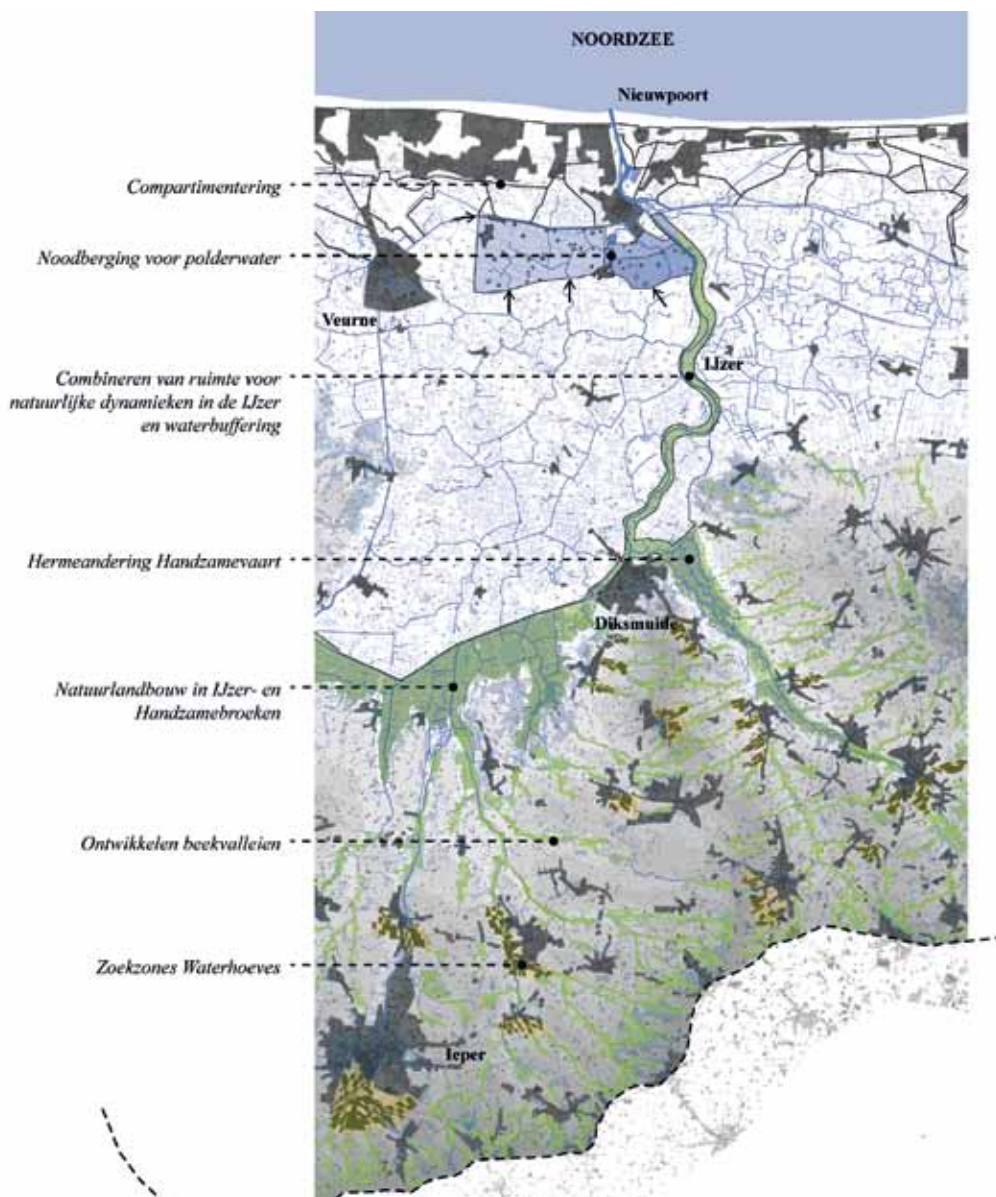 NOORDZEE
Nieuwpoort
Compartimentering
Noodberging voor polderwater
Veurne
IJzer
Combineren van ruimte voor
natuurlijke dynamieken in de IJzer
en waterbuffering
Hermeandering Handzamevaart
Diksmuide
Natuurlandbouw in IJzer- en
Handzamebroeken
Ontwikkelen beekvalleien
Zoekzones Waterhoeves
Ieper